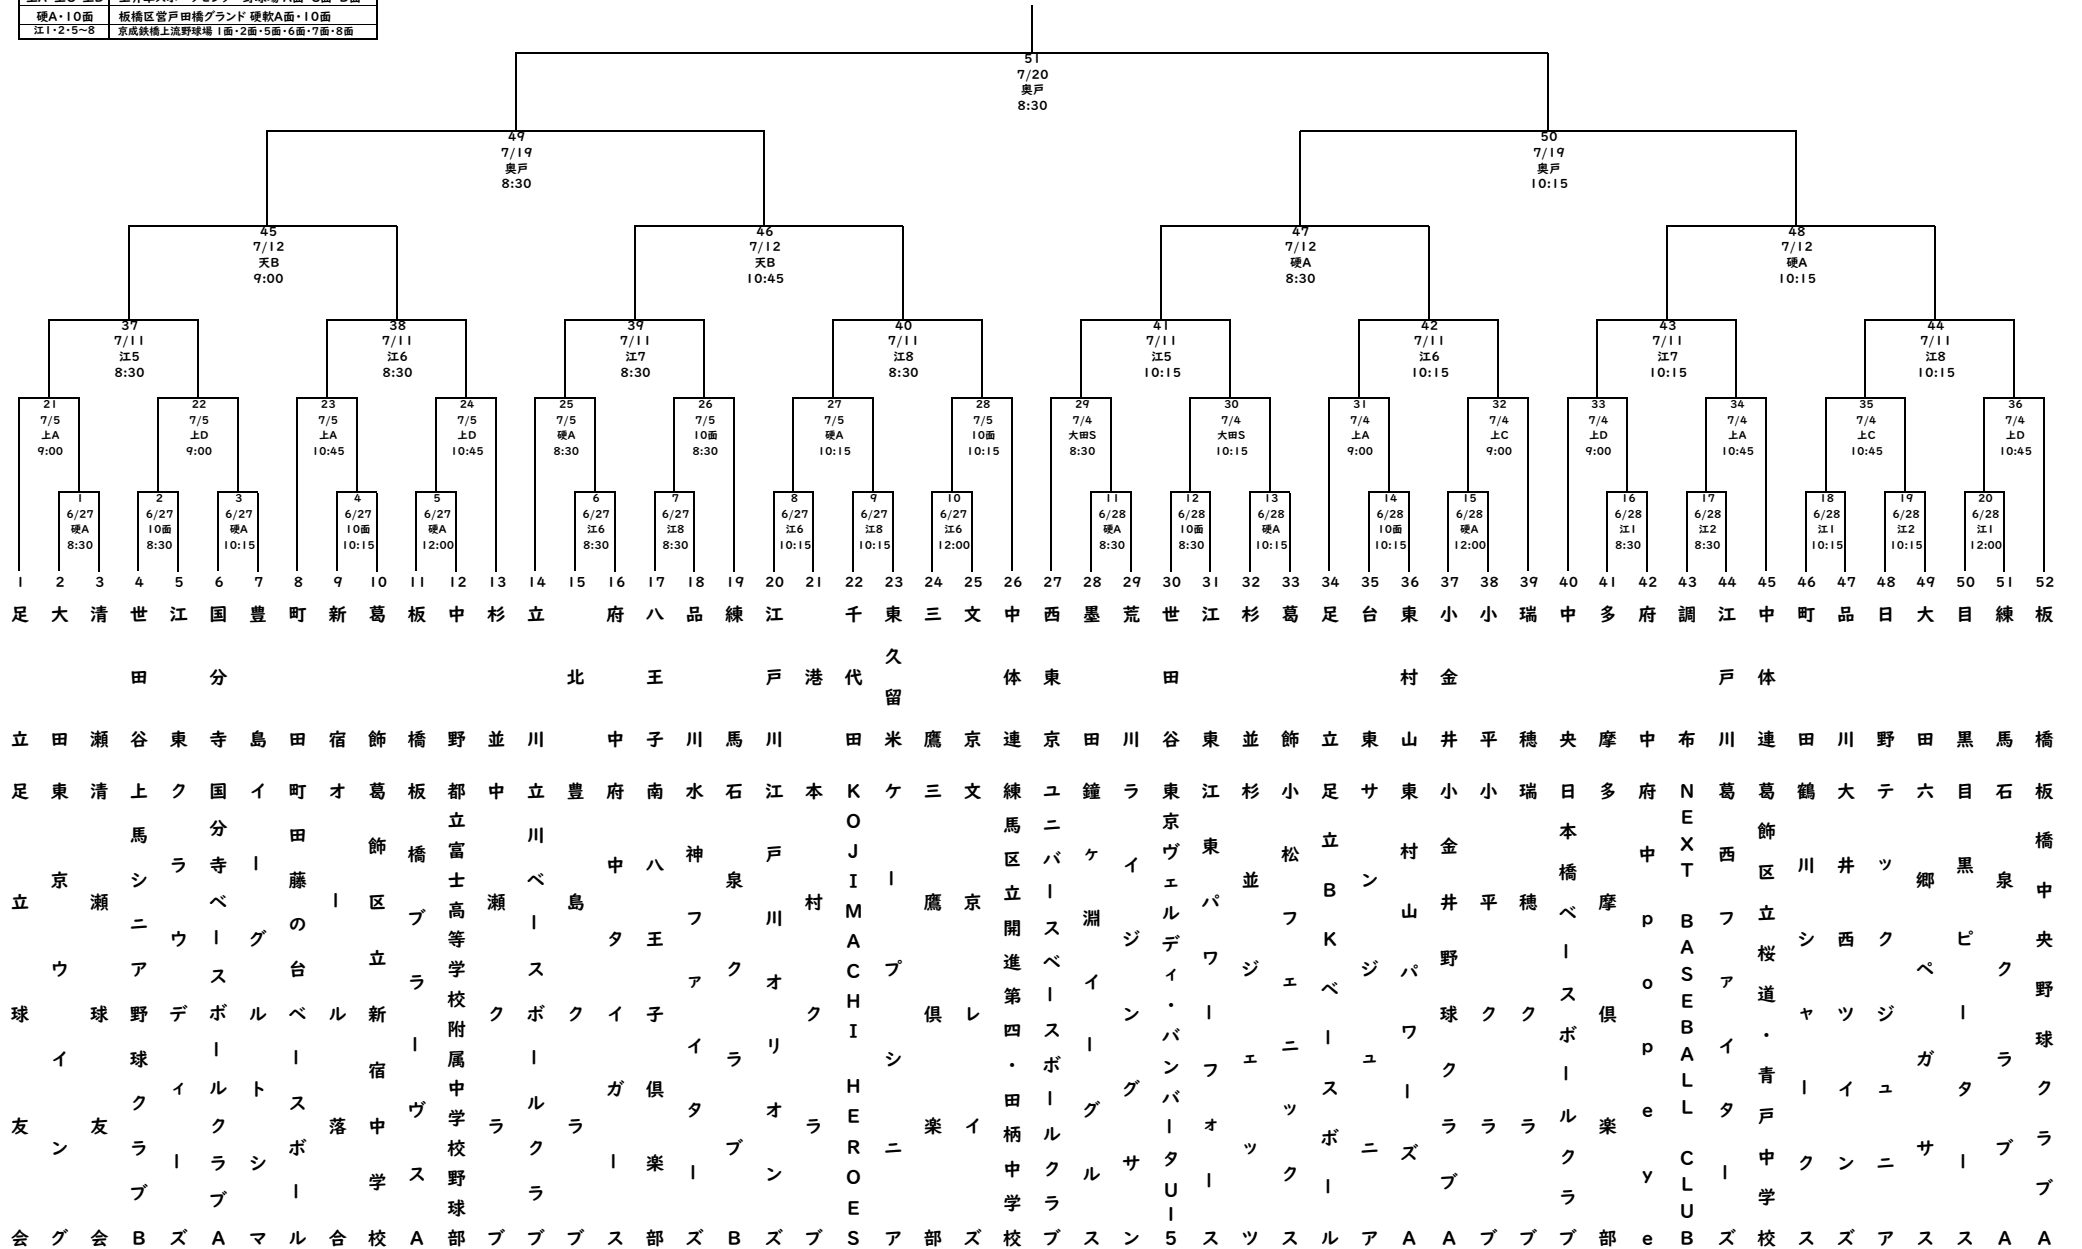 硬A・10面 板橋区営戸田橋グランド 硬軟A面・10面
江1・2・5～8 京成鉄橋上流野球場 1面・2面・5面・6面・7面・8面
51
7/20
奥戸
8:30
49
7/19
奥戸
8:30
50
7/19
奥戸
10:15
45
7/12
天B
9:00
46
7/12
天B
10:45
47
7/12
硬A
8:30
48
7/12
硬A
10:15
37
7/11
江5
8:30
38
7/11
江6
8:30
39
7/11
江7
8:30
40
7/11
江8
8:30
41
7/11
江5
10:15
42
7/11
江6
10:15
43
7/11
江7
10:15
44
7/11
江8
10:15
21
7/5
上A
9:00
22
7/5
上D
9:00
23
7/5
上A
10:45
24
7/5
上D
10:45
25
7/5
硬A
8:30
26
7/5
10面
8:30
27
7/5
硬A
10:15
28
7/5
10面
10:15
29
7/4
大田S
8:30
30
7/4
大田S
10:15
31
7/4
上A
9:00
32
7/4
上C
9:00
33
7/4
上D
9:00
34
7/4
上A
10:45
35
7/4
上C
10:45
36
7/4
上D
10:45
1
6/27
硬A
8:30
2
6/27
10面
8:30
3
6/27
硬A
10:15
4
6/27
10面
10:15
5
6/27
硬A
12:00
6
6/27
江6
8:30
7
6/27
江8
8:30
8
6/27
江6
10:15
9
6/27
江8
10:15
10
6/27
江6
12:00
11
6/28
硬A
8:30
12
6/28
10面
8:30
13
6/28
硬A
10:15
14
6/28
10面
10:15
15
6/28
硬A
12:00
16
6/28
江1
8:30
17
6/28
江2
8:30
18
6/28
江1
10:15
19
6/28
江2
10:15
20
6/28
江1
12:00
1 足立 足立球友会
2 大田 東京ウイング
3 清瀬 清瀬球友会
4 世田谷 上馬シニア野球クラブB
5 江東 クラウディーズ
6 国分寺 国分寺ベースボールクラブA
7 豊島 イーグルトシマ
8 町田 町田藤の台ベースボール
9 新宿 オール落合
10 葛飾 葛飾区立新宿中学校
11 板橋 板橋ブラーヴスA
12 中野 都立富士高等学校附属中学校野球部
13 杉並 中瀬クラブ
14 立川 立川ベースボールクラブ
15 北 豊島クラブ
16 府中 府中タイガース
17 八王子 南八王子倶楽部
18 品川 水神ファイターズ
19 練馬 石泉クラブB
20 江戸川 江戸川オリオンズ
21 港 本村クラブ
22 千代田 KOJIMACHI HEROES
23 東久留米 ケープシニア
24 三鷹 三鷹倶楽部
25 文京 文京レイズ
26 中体連 練馬区立開進第四・田柄中学校
27 西東京 ユニバースベースボールクラブ
28 墨田 鐘ケ淵イーグルス
29 荒川 ライジングサン
30 世田谷 東京ヴェルディ・バンバータU15
31 江東 江東パワーフォース
32 杉並 杉並ジェッツ
33 葛飾 小松フェニックス
34 足立 足立BKベースボール
35 台東 サンジュニア
36 東村山 東村山パワーズA
37 小金井 小金井野球クラブA
38 小平 小平クラブ
39 瑞穂 瑞穂クラブ
40 中央 日本橋ベースボールクラブ
41 多摩 多摩倶楽部
42 府中 府中popeye
43 調布 NEXT BASEBALL CLUB
44 江戸川 葛西ファイターズ
45 中体連 葛飾区立桜道・青戸中学校
46 町田 鶴川シャークス
47 品川 大井西ツインズ
48 日野 テックジュニア
49 大田 六郷ペガサス
50 目黒 目黒ピータース
51 練馬 石泉クラブA
52 板橋 板橋中央野球クラブA